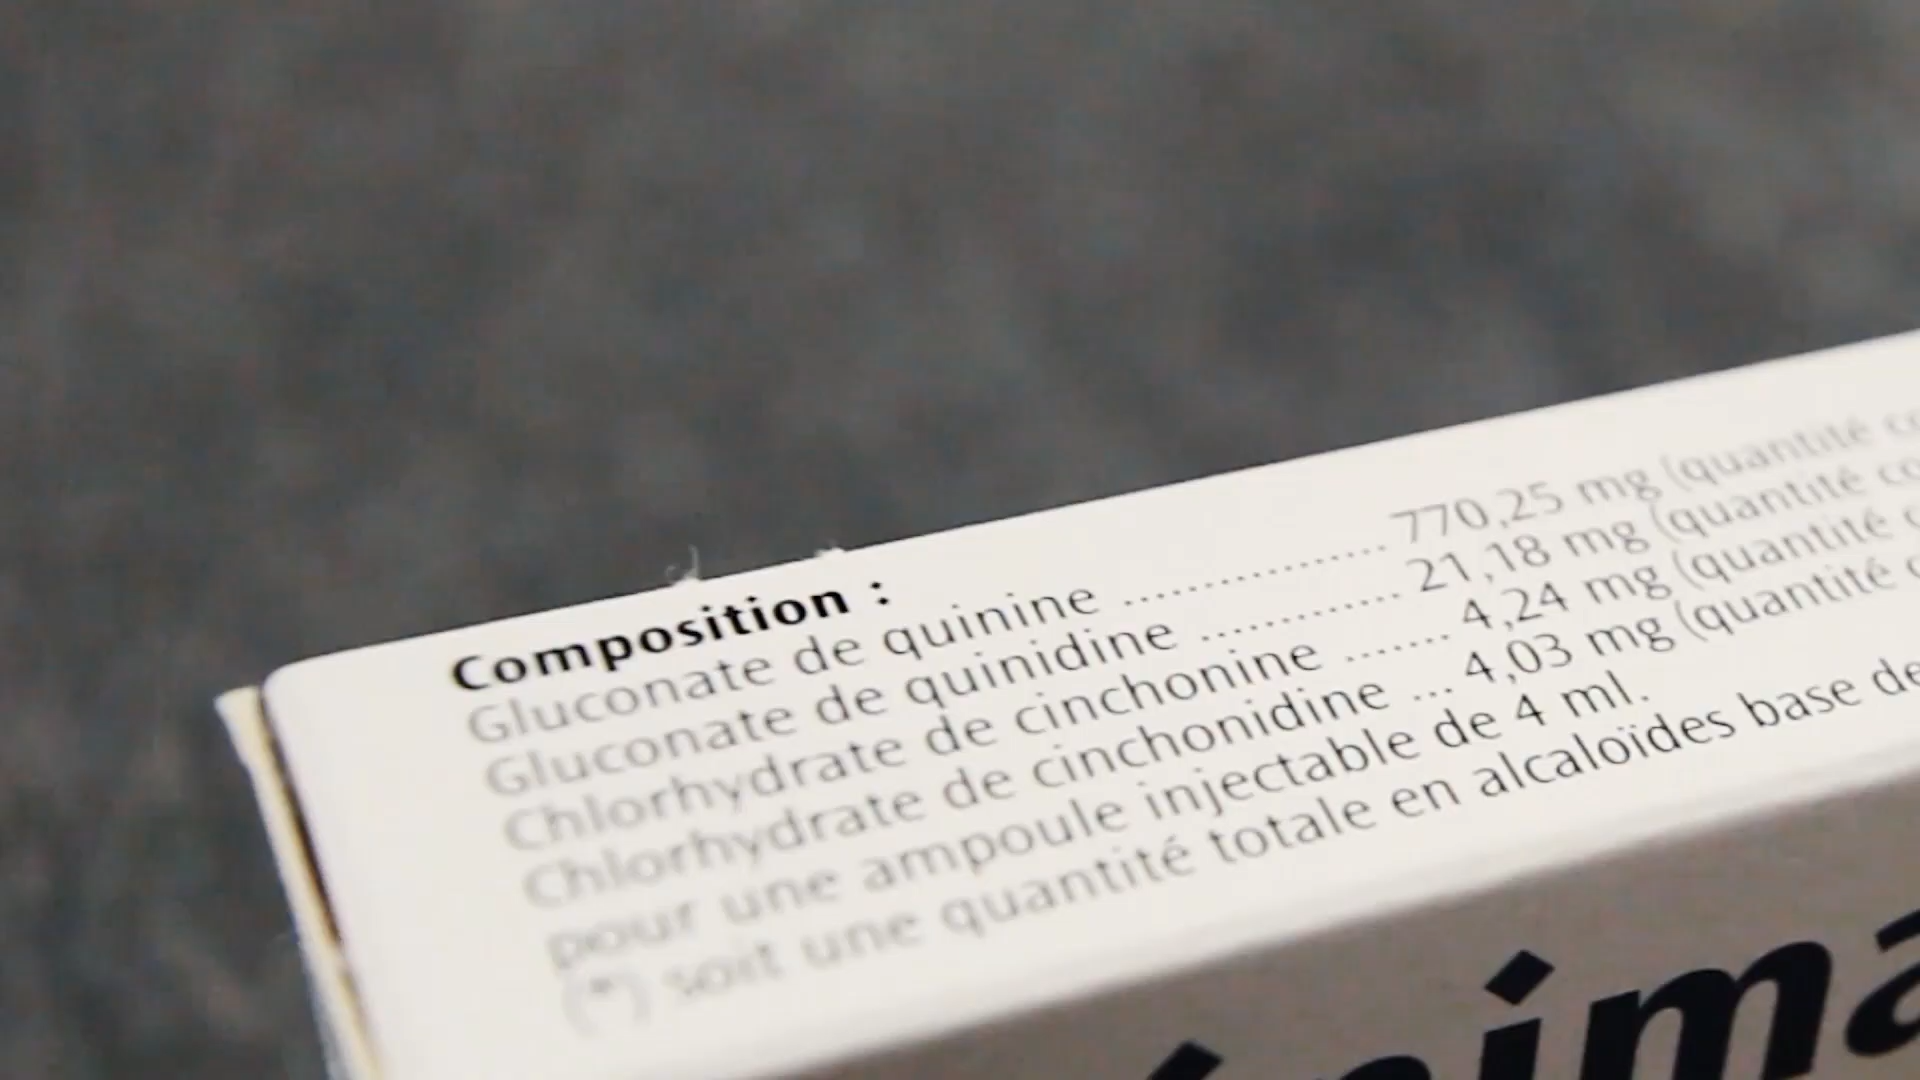 Composition :
Gluconate de quinine ..................... 770,25 mg (quantité
Gluconate de quinidine ................ 21,18 mg (quantité
Chlorhydrate de cinchonine ....... 4,24 mg (quantité
Chlorhydrate de cinchonidine ... 4,03 mg (quantité
pour une ampoule injectable de 4 ml.
(*) soit une quantité totale en alcaloïdes base de
énima